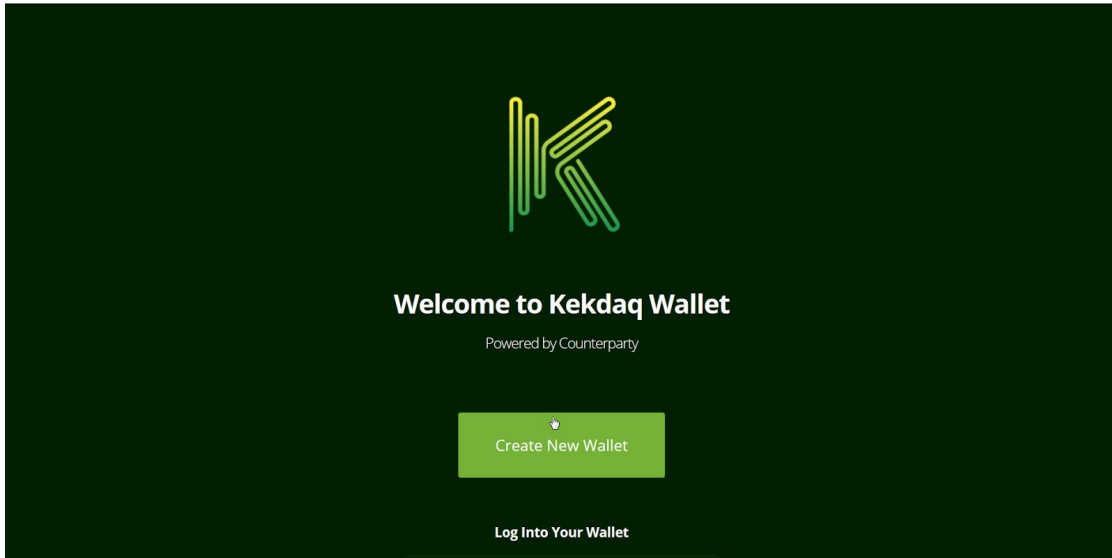 Welcome to Kekdaq Wallet
Powered by Counterparty
Create New Wallet
Log Into Your Wallet